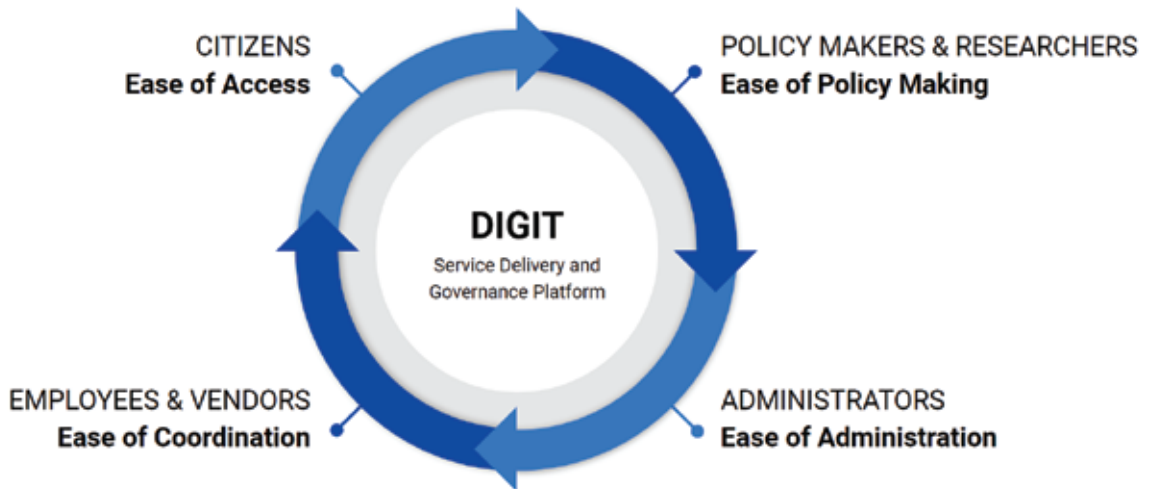 CITIZENS
Ease of Access
POLICY MAKERS & RESEARCHERS
Ease of Policy Making
DIGIT
Service Delivery and
Governance Platform
EMPLOYEES & VENDORS
Ease of Coordination
ADMINISTRATORS
Ease of Administration